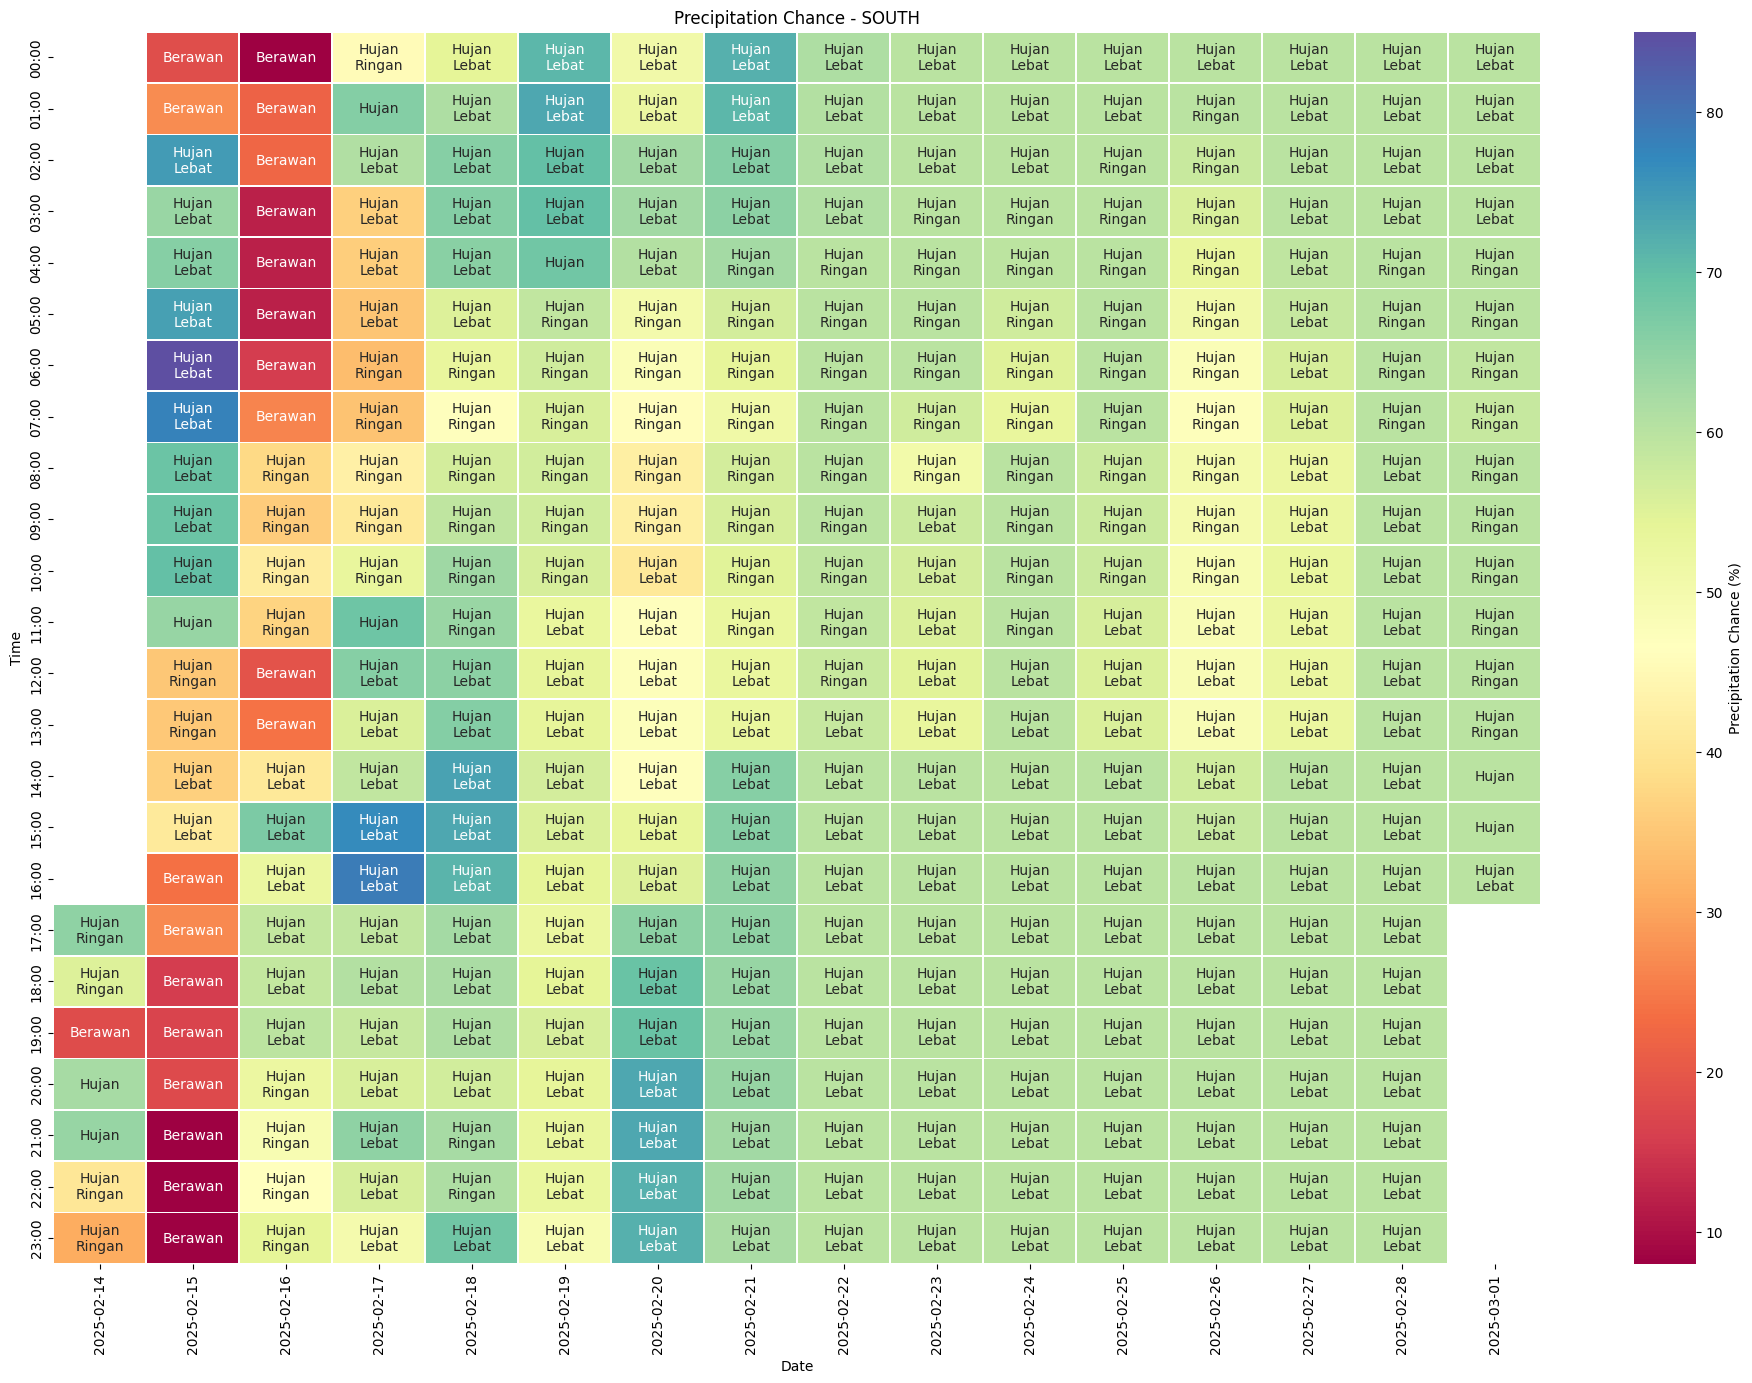 Precipitation Chance - SOUTH
00:00 Berawan Berawan Hujan Ringan Hujan Lebat Hujan Lebat Hujan Lebat Hujan Lebat Hujan Lebat Hujan Lebat Hujan Lebat Hujan Lebat Hujan Lebat Hujan Lebat Hujan Lebat Hujan Lebat
01:00 Berawan Berawan Hujan Hujan Lebat Hujan Lebat Hujan Lebat Hujan Lebat Hujan Lebat Hujan Lebat Hujan Lebat Hujan Lebat Hujan Ringan Hujan Lebat Hujan Lebat Hujan Lebat
02:00 Hujan Lebat Berawan Hujan Lebat Hujan Lebat Hujan Lebat Hujan Lebat Hujan Lebat Hujan Lebat Hujan Lebat Hujan Lebat Hujan Ringan Hujan Ringan Hujan Lebat Hujan Lebat Hujan Lebat
03:00 Hujan Lebat Berawan Hujan Lebat Hujan Lebat Hujan Lebat Hujan Lebat Hujan Lebat Hujan Lebat Hujan Ringan Hujan Ringan Hujan Ringan Hujan Ringan Hujan Lebat Hujan Lebat Hujan Lebat
04:00 Hujan Lebat Berawan Hujan Lebat Hujan Lebat Hujan Hujan Lebat Hujan Ringan Hujan Ringan Hujan Ringan Hujan Ringan Hujan Ringan Hujan Ringan Hujan Lebat Hujan Ringan Hujan Ringan
05:00 Hujan Lebat Berawan Hujan Lebat Hujan Lebat Hujan Ringan Hujan Ringan Hujan Ringan Hujan Ringan Hujan Ringan Hujan Ringan Hujan Ringan Hujan Ringan Hujan Lebat Hujan Ringan Hujan Ringan
06:00 Hujan Lebat Berawan Hujan Ringan Hujan Ringan Hujan Ringan Hujan Ringan Hujan Ringan Hujan Ringan Hujan Ringan Hujan Ringan Hujan Ringan Hujan Ringan Hujan Lebat Hujan Ringan Hujan Ringan
07:00 Hujan Lebat Berawan Hujan Ringan Hujan Ringan Hujan Ringan Hujan Ringan Hujan Ringan Hujan Ringan Hujan Ringan Hujan Ringan Hujan Ringan Hujan Ringan Hujan Lebat Hujan Ringan Hujan Ringan
08:00 Hujan Lebat Hujan Ringan Hujan Ringan Hujan Ringan Hujan Ringan Hujan Ringan Hujan Ringan Hujan Ringan Hujan Ringan Hujan Ringan Hujan Ringan Hujan Ringan Hujan Lebat Hujan Lebat Hujan Ringan
09:00 Hujan Lebat Hujan Ringan Hujan Ringan Hujan Ringan Hujan Ringan Hujan Ringan Hujan Ringan Hujan Ringan Hujan Lebat Hujan Ringan Hujan Ringan Hujan Ringan Hujan Lebat Hujan Lebat Hujan Ringan
10:00 Hujan Lebat Hujan Ringan Hujan Ringan Hujan Ringan Hujan Ringan Hujan Lebat Hujan Ringan Hujan Ringan Hujan Lebat Hujan Ringan Hujan Ringan Hujan Ringan Hujan Lebat Hujan Lebat Hujan Ringan
11:00 Hujan Hujan Ringan Hujan Hujan Ringan Hujan Lebat Hujan Lebat Hujan Ringan Hujan Ringan Hujan Lebat Hujan Ringan Hujan Lebat Hujan Lebat Hujan Lebat Hujan Lebat Hujan Ringan
12:00 Hujan Ringan Berawan Hujan Lebat Hujan Lebat Hujan Lebat Hujan Lebat Hujan Lebat Hujan Ringan Hujan Lebat Hujan Lebat Hujan Lebat Hujan Lebat Hujan Lebat Hujan Lebat Hujan Ringan
13:00 Hujan Ringan Berawan Hujan Lebat Hujan Lebat Hujan Lebat Hujan Lebat Hujan Lebat Hujan Lebat Hujan Lebat Hujan Lebat Hujan Lebat Hujan Lebat Hujan Lebat Hujan Lebat Hujan Ringan
14:00 Hujan Lebat Hujan Lebat Hujan Lebat Hujan Lebat Hujan Lebat Hujan Lebat Hujan Lebat Hujan Lebat Hujan Lebat Hujan Lebat Hujan Lebat Hujan Lebat Hujan Lebat Hujan Lebat Hujan
15:00 Hujan Lebat Hujan Lebat Hujan Lebat Hujan Lebat Hujan Lebat Hujan Lebat Hujan Lebat Hujan Lebat Hujan Lebat Hujan Lebat Hujan Lebat Hujan Lebat Hujan Lebat Hujan Lebat Hujan
16:00 Berawan Hujan Lebat Hujan Lebat Hujan Lebat Hujan Lebat Hujan Lebat Hujan Lebat Hujan Lebat Hujan Lebat Hujan Lebat Hujan Lebat Hujan Lebat Hujan Lebat Hujan Lebat Hujan Lebat
17:00 Hujan Ringan Berawan Hujan Lebat Hujan Lebat Hujan Lebat Hujan Lebat Hujan Lebat Hujan Lebat Hujan Lebat Hujan Lebat Hujan Lebat Hujan Lebat Hujan Lebat Hujan Lebat Hujan Lebat
18:00 Hujan Ringan Berawan Hujan Lebat Hujan Lebat Hujan Lebat Hujan Lebat Hujan Lebat Hujan Lebat Hujan Lebat Hujan Lebat Hujan Lebat Hujan Lebat Hujan Lebat Hujan Lebat Hujan Lebat
19:00 Berawan Berawan Hujan Lebat Hujan Lebat Hujan Lebat Hujan Lebat Hujan Lebat Hujan Lebat Hujan Lebat Hujan Lebat Hujan Lebat Hujan Lebat Hujan Lebat Hujan Lebat Hujan Lebat
20:00 Hujan Berawan Hujan Ringan Hujan Lebat Hujan Lebat Hujan Lebat Hujan Lebat Hujan Lebat Hujan Lebat Hujan Lebat Hujan Lebat Hujan Lebat Hujan Lebat Hujan Lebat Hujan Lebat
21:00 Hujan Berawan Hujan Ringan Hujan Lebat Hujan Ringan Hujan Lebat Hujan Lebat Hujan Lebat Hujan Lebat Hujan Lebat Hujan Lebat Hujan Lebat Hujan Lebat Hujan Lebat Hujan Lebat
22:00 Hujan Ringan Berawan Hujan Ringan Hujan Lebat Hujan Ringan Hujan Lebat Hujan Lebat Hujan Lebat Hujan Lebat Hujan Lebat Hujan Lebat Hujan Lebat Hujan Lebat Hujan Lebat Hujan Lebat
23:00 Hujan Ringan Berawan Hujan Ringan Hujan Lebat Hujan Lebat Hujan Lebat Hujan Lebat Hujan Lebat Hujan Lebat Hujan Lebat Hujan Lebat Hujan Lebat Hujan Lebat Hujan Lebat Hujan Lebat
Time
2025-02-14 2025-02-15 2025-02-16 2025-02-17 2025-02-18 2025-02-19 2025-02-20 2025-02-21 2025-02-22 2025-02-23 2025-02-24 2025-02-25 2025-02-26 2025-02-27 2025-02-28 2025-03-01
Date
80
70
60
50
40
30
20
10
Precipitation Chance (%)